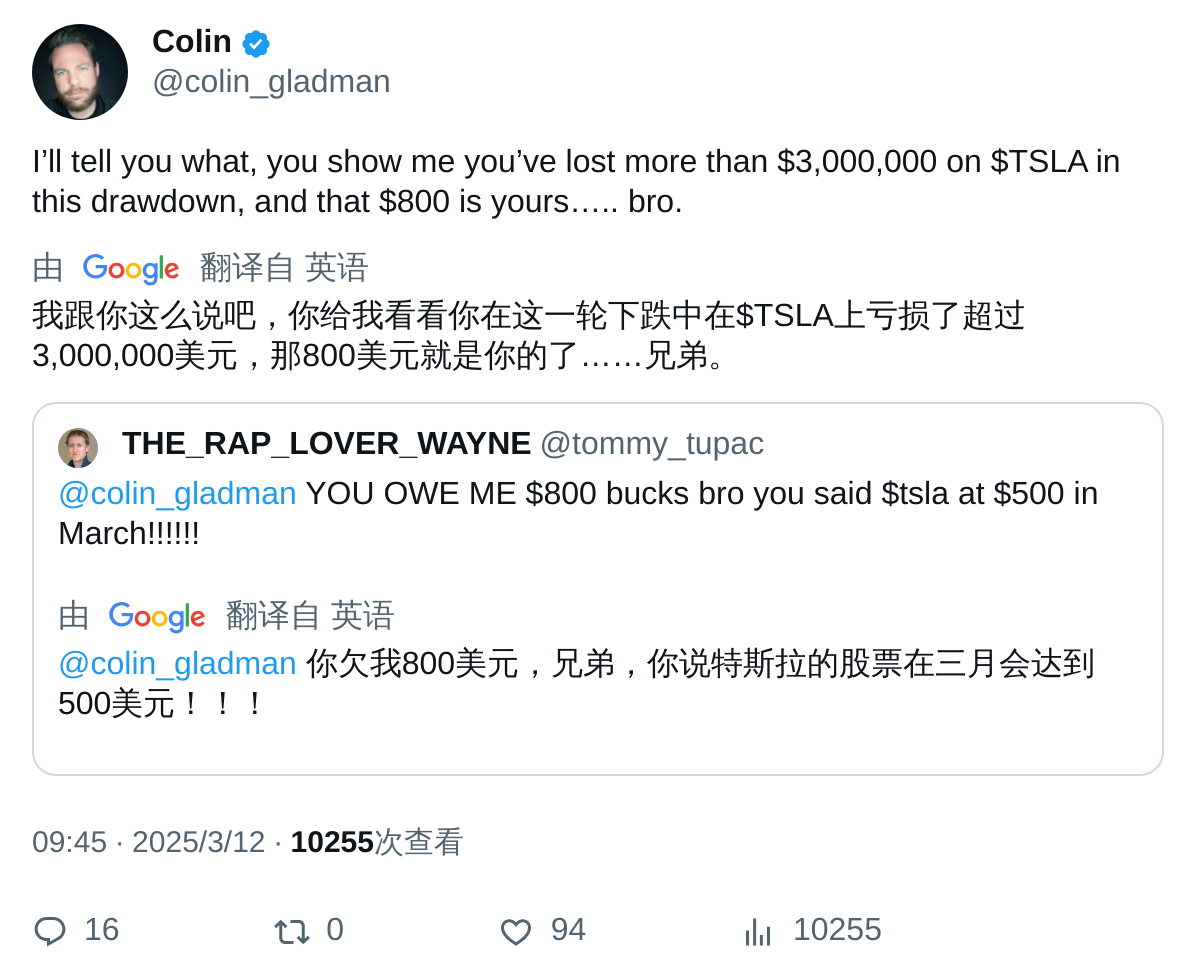 Colin
@colin_gladman
I’ll tell you what, you show me you’ve lost more than $3,000,000 on $TSLA in
this drawdown, and that $800 is yours….. bro.
由 Google 翻译自 英语
我跟你这么说吧，你给我看看你在这一轮下跌中在$TSLA上亏损了超过
3,000,000美元，那800美元就是你的了……兄弟。
THE_RAP_LOVER_WAYNE @tommy_tupac
@colin_gladman YOU OWE ME $800 bucks bro you said $tsla at $500 in
March!!!!!!
由 Google 翻译自 英语
@colin_gladman 你欠我800美元，兄弟，你说特斯拉的股票在三月会达到
500美元！！！
09:45 · 2025/3/12 · 10255次查看
16 0 94 10255